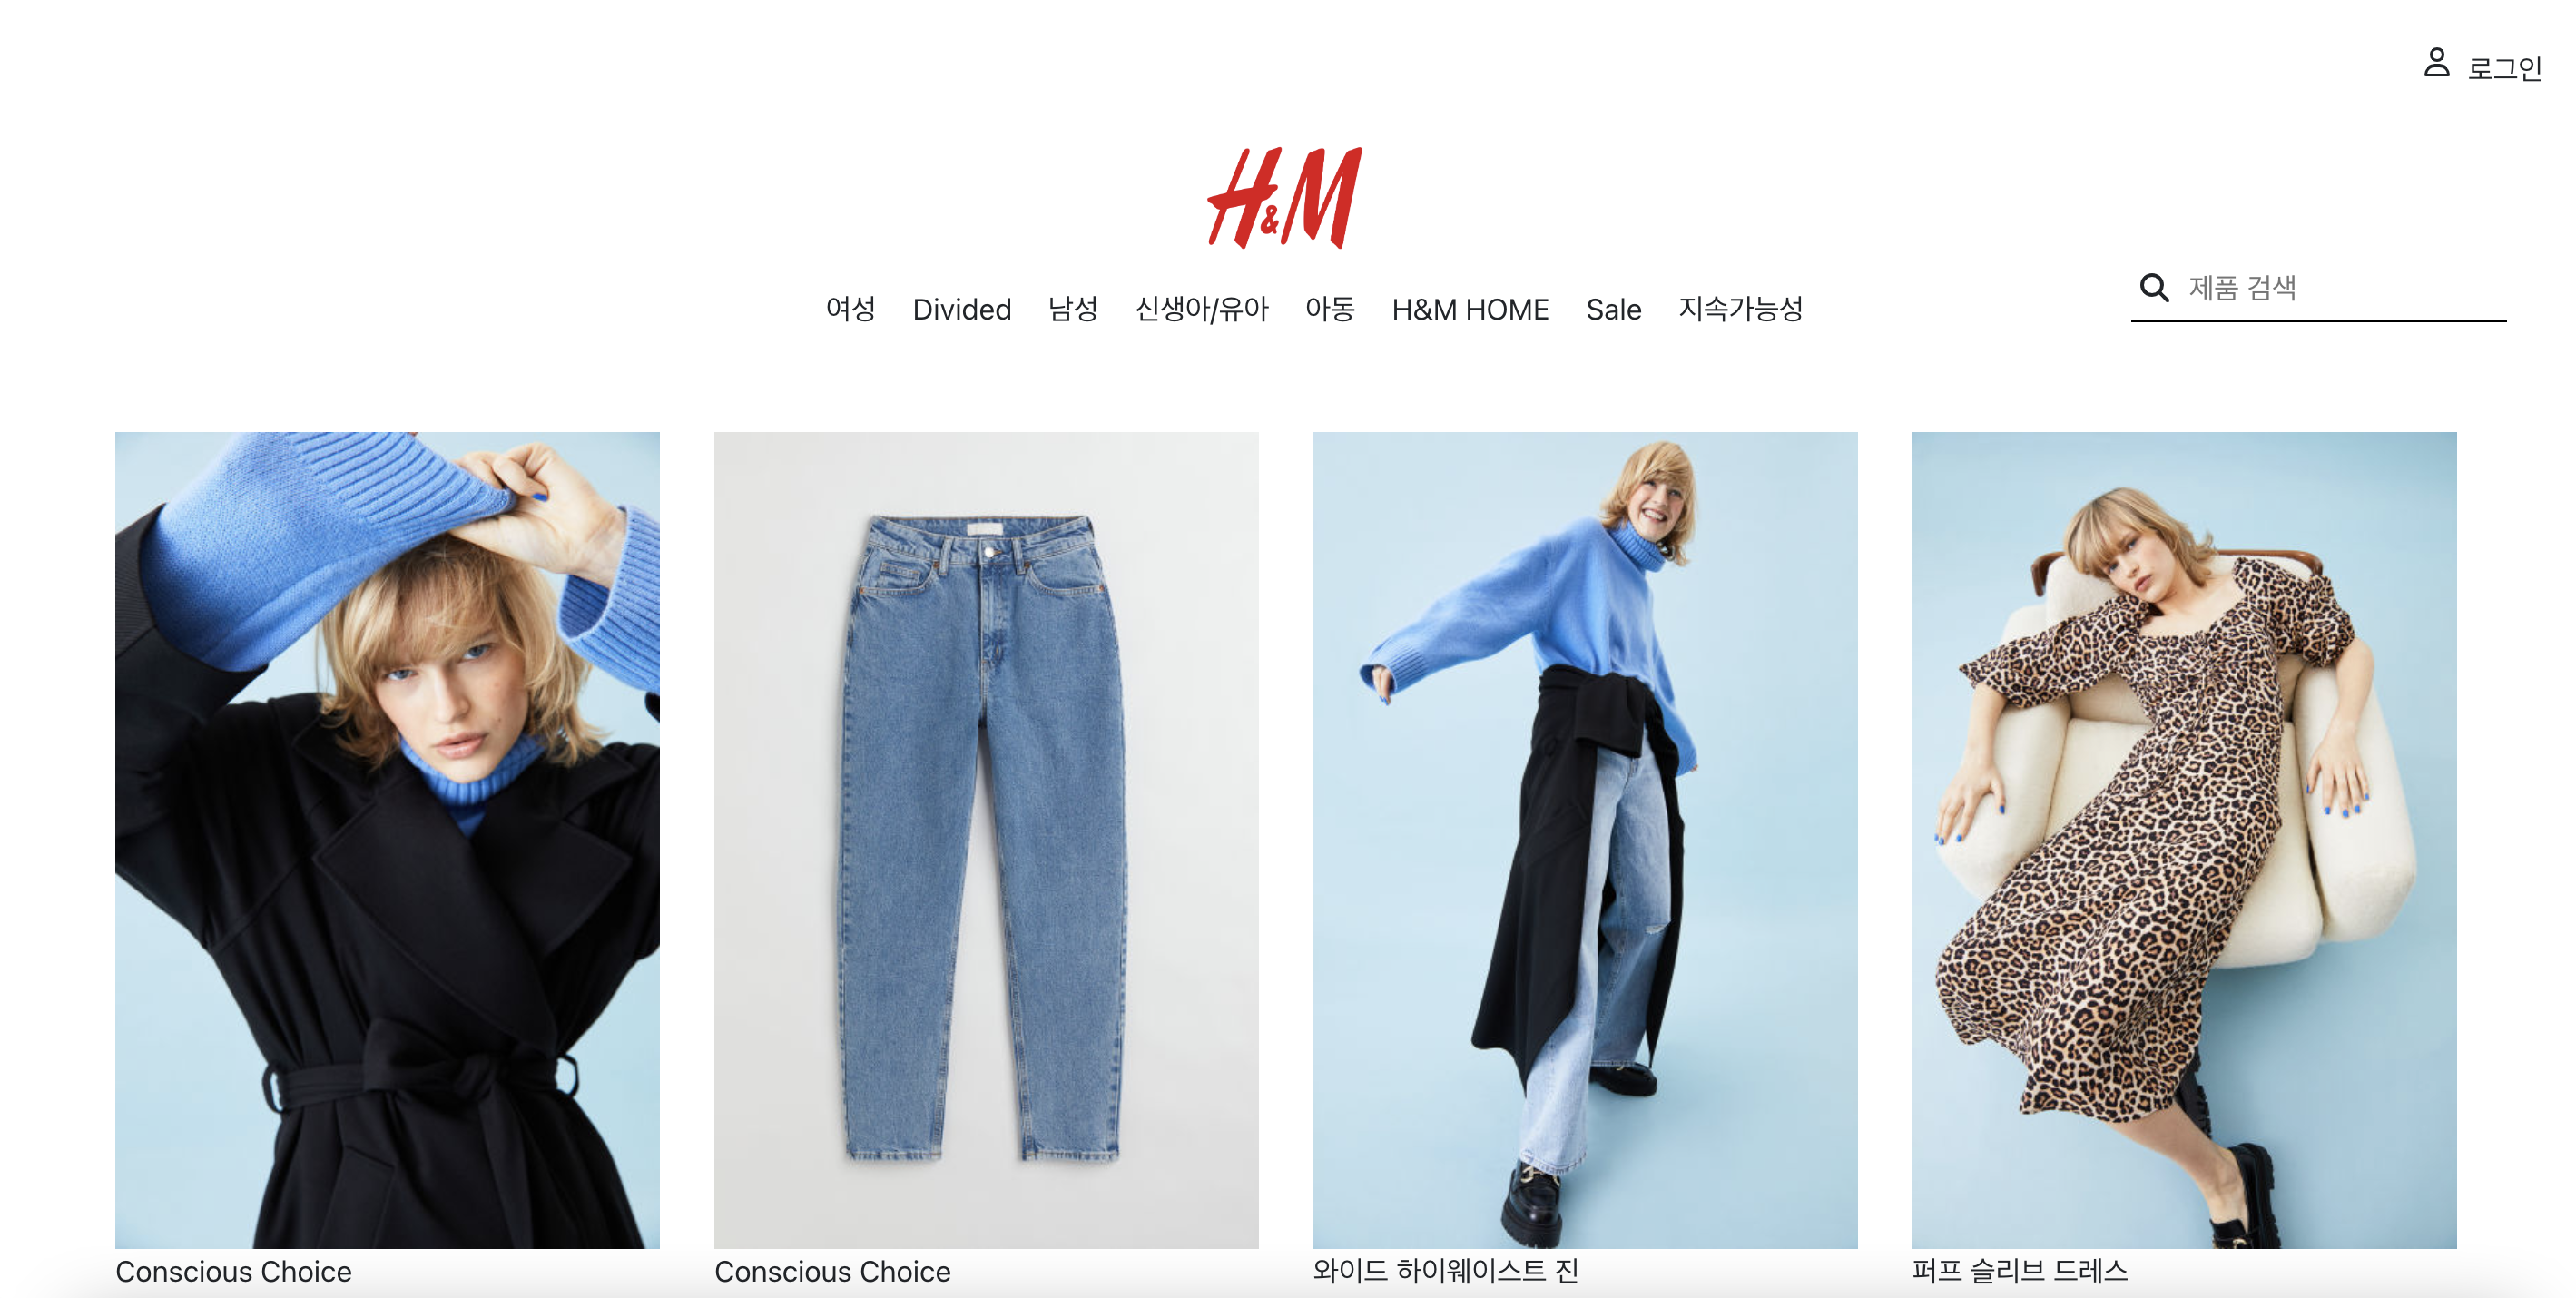 로그인
H&M
제품 검색
여성 Divided 남성 신생아/유아 아동 H&M HOME Sale 지속가능성
Conscious Choice
Conscious Choice
와이드 하이웨이스트 진
퍼프 슬리브 드레스